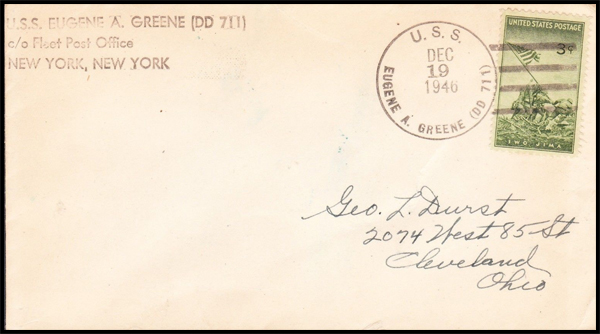 U.S.S. EUGENE A. GREENE (DD 711)
c/o Fleet Post Office
NEW YORK, NEW YORK
U. S. S.
DEC
19
1946
EUGENE A. GREENE (DD 711)
UNITED STATES POSTAGE
3¢
IWO JIMA
Geo. L. Durst
2074 West 85 St
Cleveland
Ohio